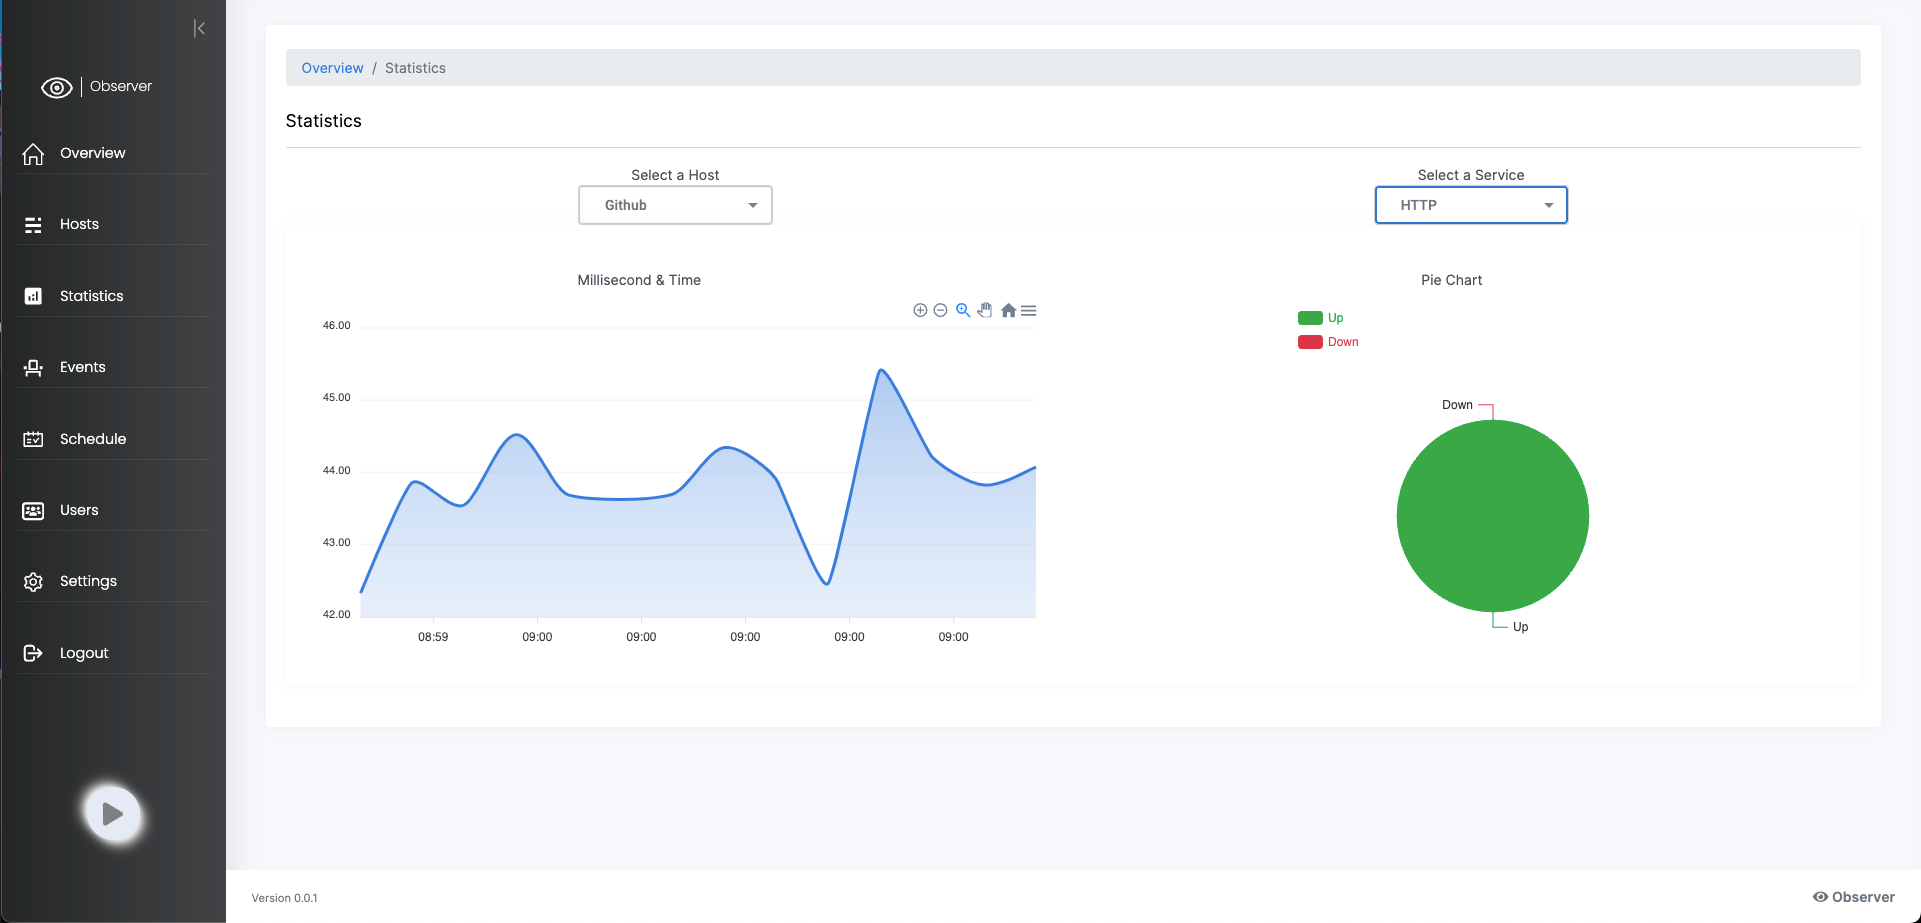 Observer
Overview
Hosts
Statistics
Events
Schedule
Users
Settings
Logout
Overview / Statistics
Statistics
Select a Host
Github
Select a Service
HTTP
Millisecond & Time
46.00
45.00
44.00
43.00
42.00
08:59 09:00 09:00 09:00 09:00 09:00
Pie Chart
Up
Down
Down
Up
Version 0.0.1
Observer